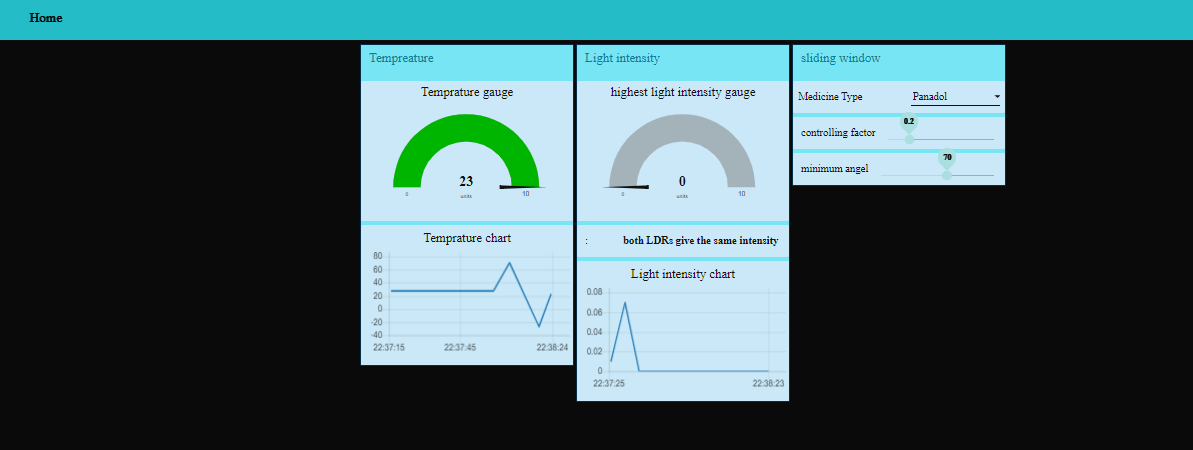 Home
Tempreature
Temprature gauge
23
units
0
10
Temprature chart
80
60
40
20
0
-20
-40
22:37:15
22:37:45
22:38:24
Light intensity
highest light intensity gauge
0
units
0
10
:
both LDRs give the same intensity
Light intensity chart
0.08
0.06
0.04
0.02
0
22:37:25
22:38:23
sliding window
Medicine Type
Panadol
controlling factor
0.2
minimum angel
70